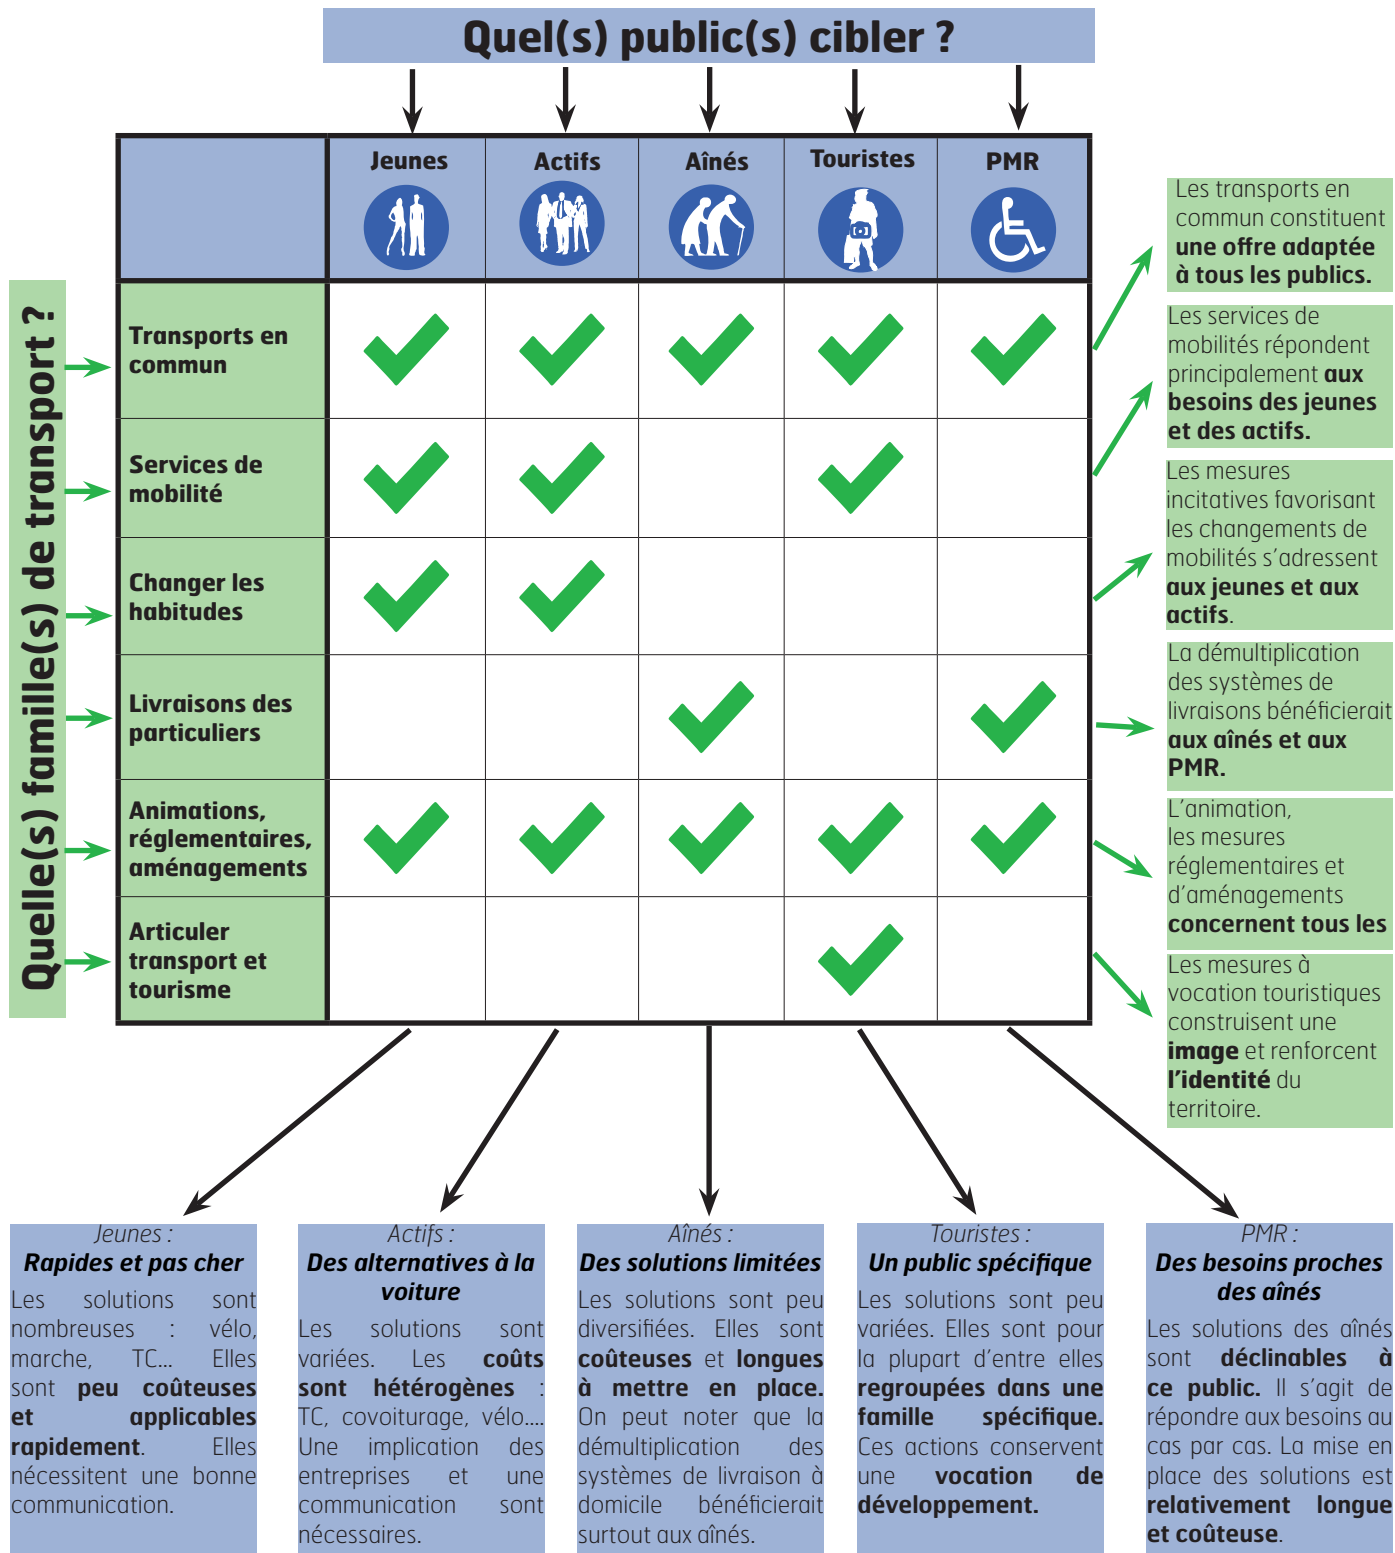 Quel(s) public(s) cibler ?
Jeunes
Actifs
Aînés
Touristes
PMR
Quelle(s) famille(s) de transport ?
Transports en
commun
Services de
mobilité
Changer les
habitudes
Livraisons des
particuliers
Animations,
réglementaires,
aménagements
Articuler
transport et
tourisme
Les transports en
commun constituent
une offre adaptée
à tous les publics.
Les services de
mobilités répondent
principalement aux
besoins des jeunes
et des actifs.
Les mesures
incitatives favorisant
les changements de
mobilités s’adressent
aux jeunes et aux
actifs.
La démultiplication
des systèmes de
livraisons bénéficierait
aux aînés et aux
PMR.
L’animation,
les mesures
réglementaires et
d’aménagements
concernent tous les
Les mesures à
vocation touristiques
construisent une
image et renforcent
l’identité du
territoire.
Jeunes :
Rapides et pas cher
Les solutions sont
nombreuses : vélo,
marche, TC... Elles
sont peu coûteuses
et applicables
rapidement. Elles
nécessitent une bonne
communication.
Actifs :
Des alternatives à la
voiture
Les solutions sont
variées. Les coûts
sont hétérogènes :
TC, covoiturage, vélo....
Une implication des
entreprises et une
communication sont
nécessaires.
Aînés :
Des solutions limitées
Les solutions sont peu
diversifiées. Elles sont
coûteuses et longues
à mettre en place.
On peut noter que la
démultiplication des
systèmes de livraison à
domicile bénéficierait
surtout aux aînés.
Touristes :
Un public spécifique
Les solutions sont peu
variées. Elles sont pour
la plupart d’entre elles
regroupées dans une
famille spécifique.
Ces actions conservent
une vocation de
développement.
PMR :
Des besoins proches
des aînés
Les solutions des aînés
sont déclinables à
ce public. Il s’agit de
répondre aux besoins au
cas par cas. La mise en
place des solutions est
relativement longue
et coûteuse.